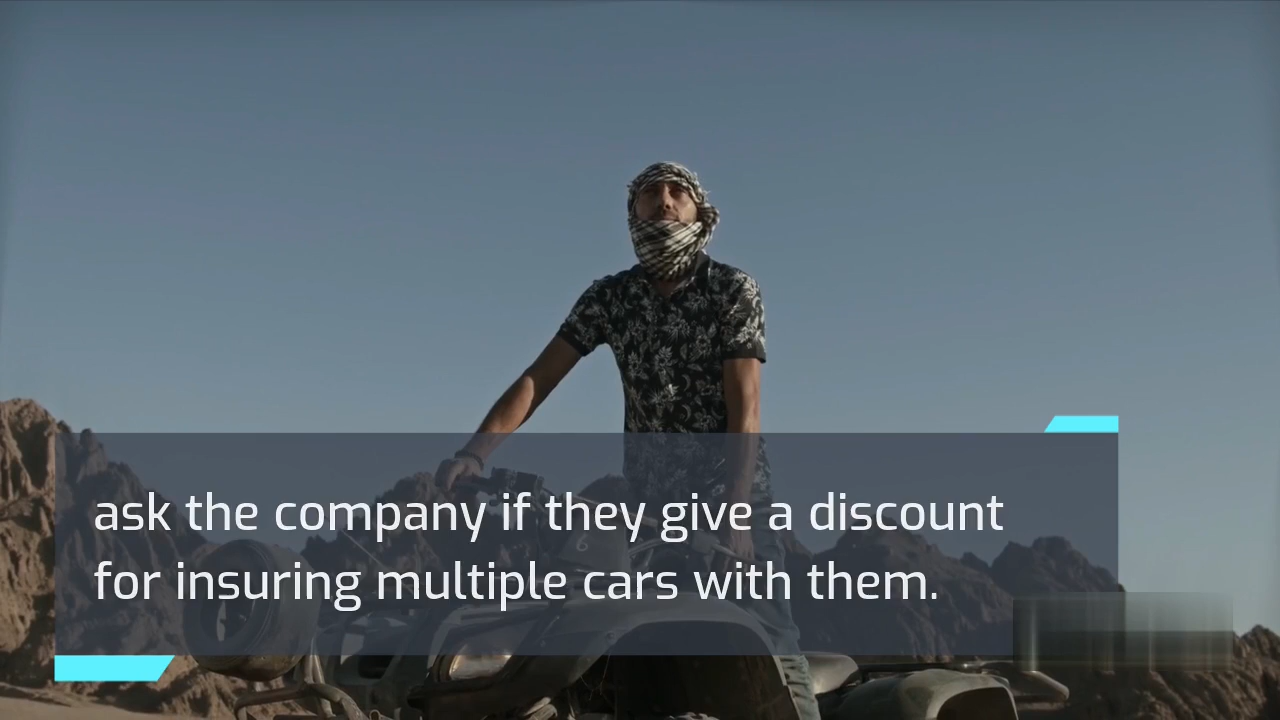 ask the company if they give a discount
for insuring multiple cars with them.